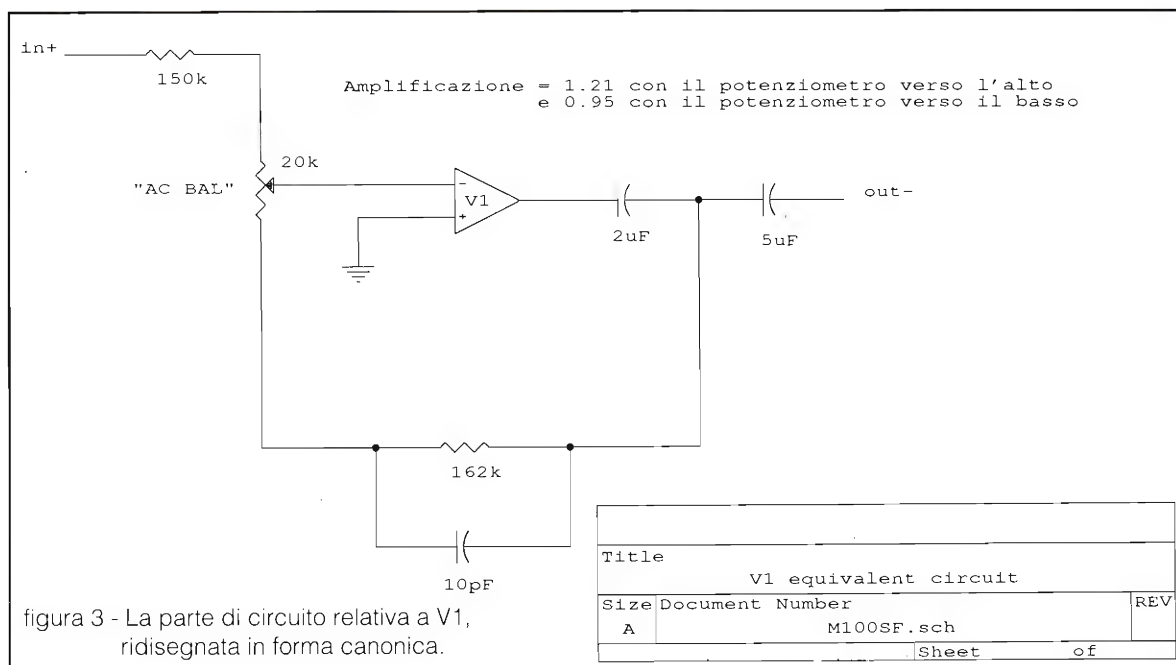 in+
150k
Amplificazione = 1.21 con il potenziometro verso l'alto
e 0.95 con il potenziometro verso il basso
20k
"AC BAL"
-
V1
+
2uF
5uF
out-
162k
10pF
figura 3 - La parte di circuito relativa a V1,
ridisegnata in forma canonica.
Title
V1 equivalent circuit
Size Document Number REV
A M100SF.sch
Sheet of